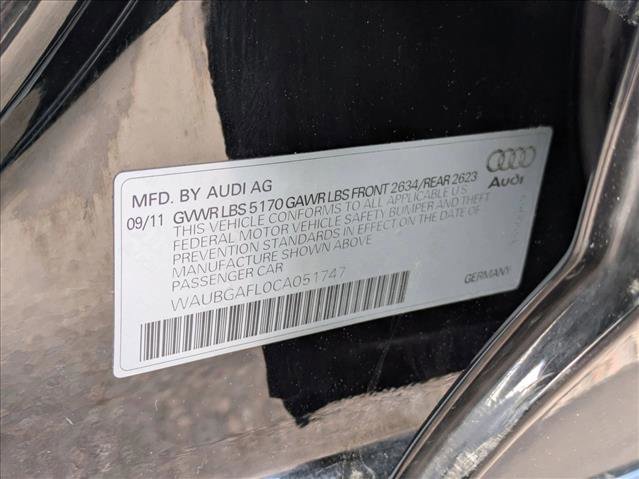 MFD. BY AUDI AG
09/11 GVWR LBS 5170 GAWR LBS FRONT 2634/REAR 2623
THIS VEHICLE CONFORMS TO ALL APPLICABLE U.S.
FEDERAL MOTOR VEHICLE SAFETY BUMPER AND THEFT
PREVENTION STANDARDS IN EFFECT ON THE DATE OF
MANUFACTURE SHOWN ABOVE
PASSENGER CAR
WAUBGAFL0CA051747
Audi
GERMANY